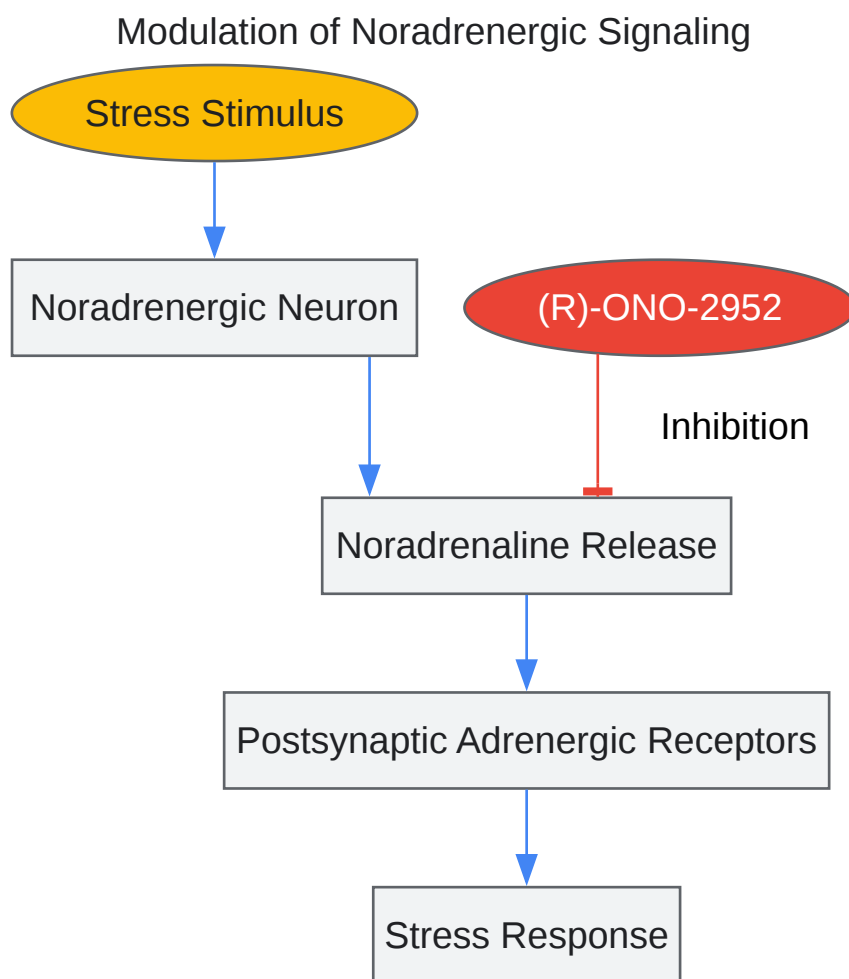 Modulation of Noradrenergic Signaling
Stress Stimulus
Noradrenergic Neuron
(R)-ONO-2952
Inhibition
Noradrenaline Release
Postsynaptic Adrenergic Receptors
Stress Response